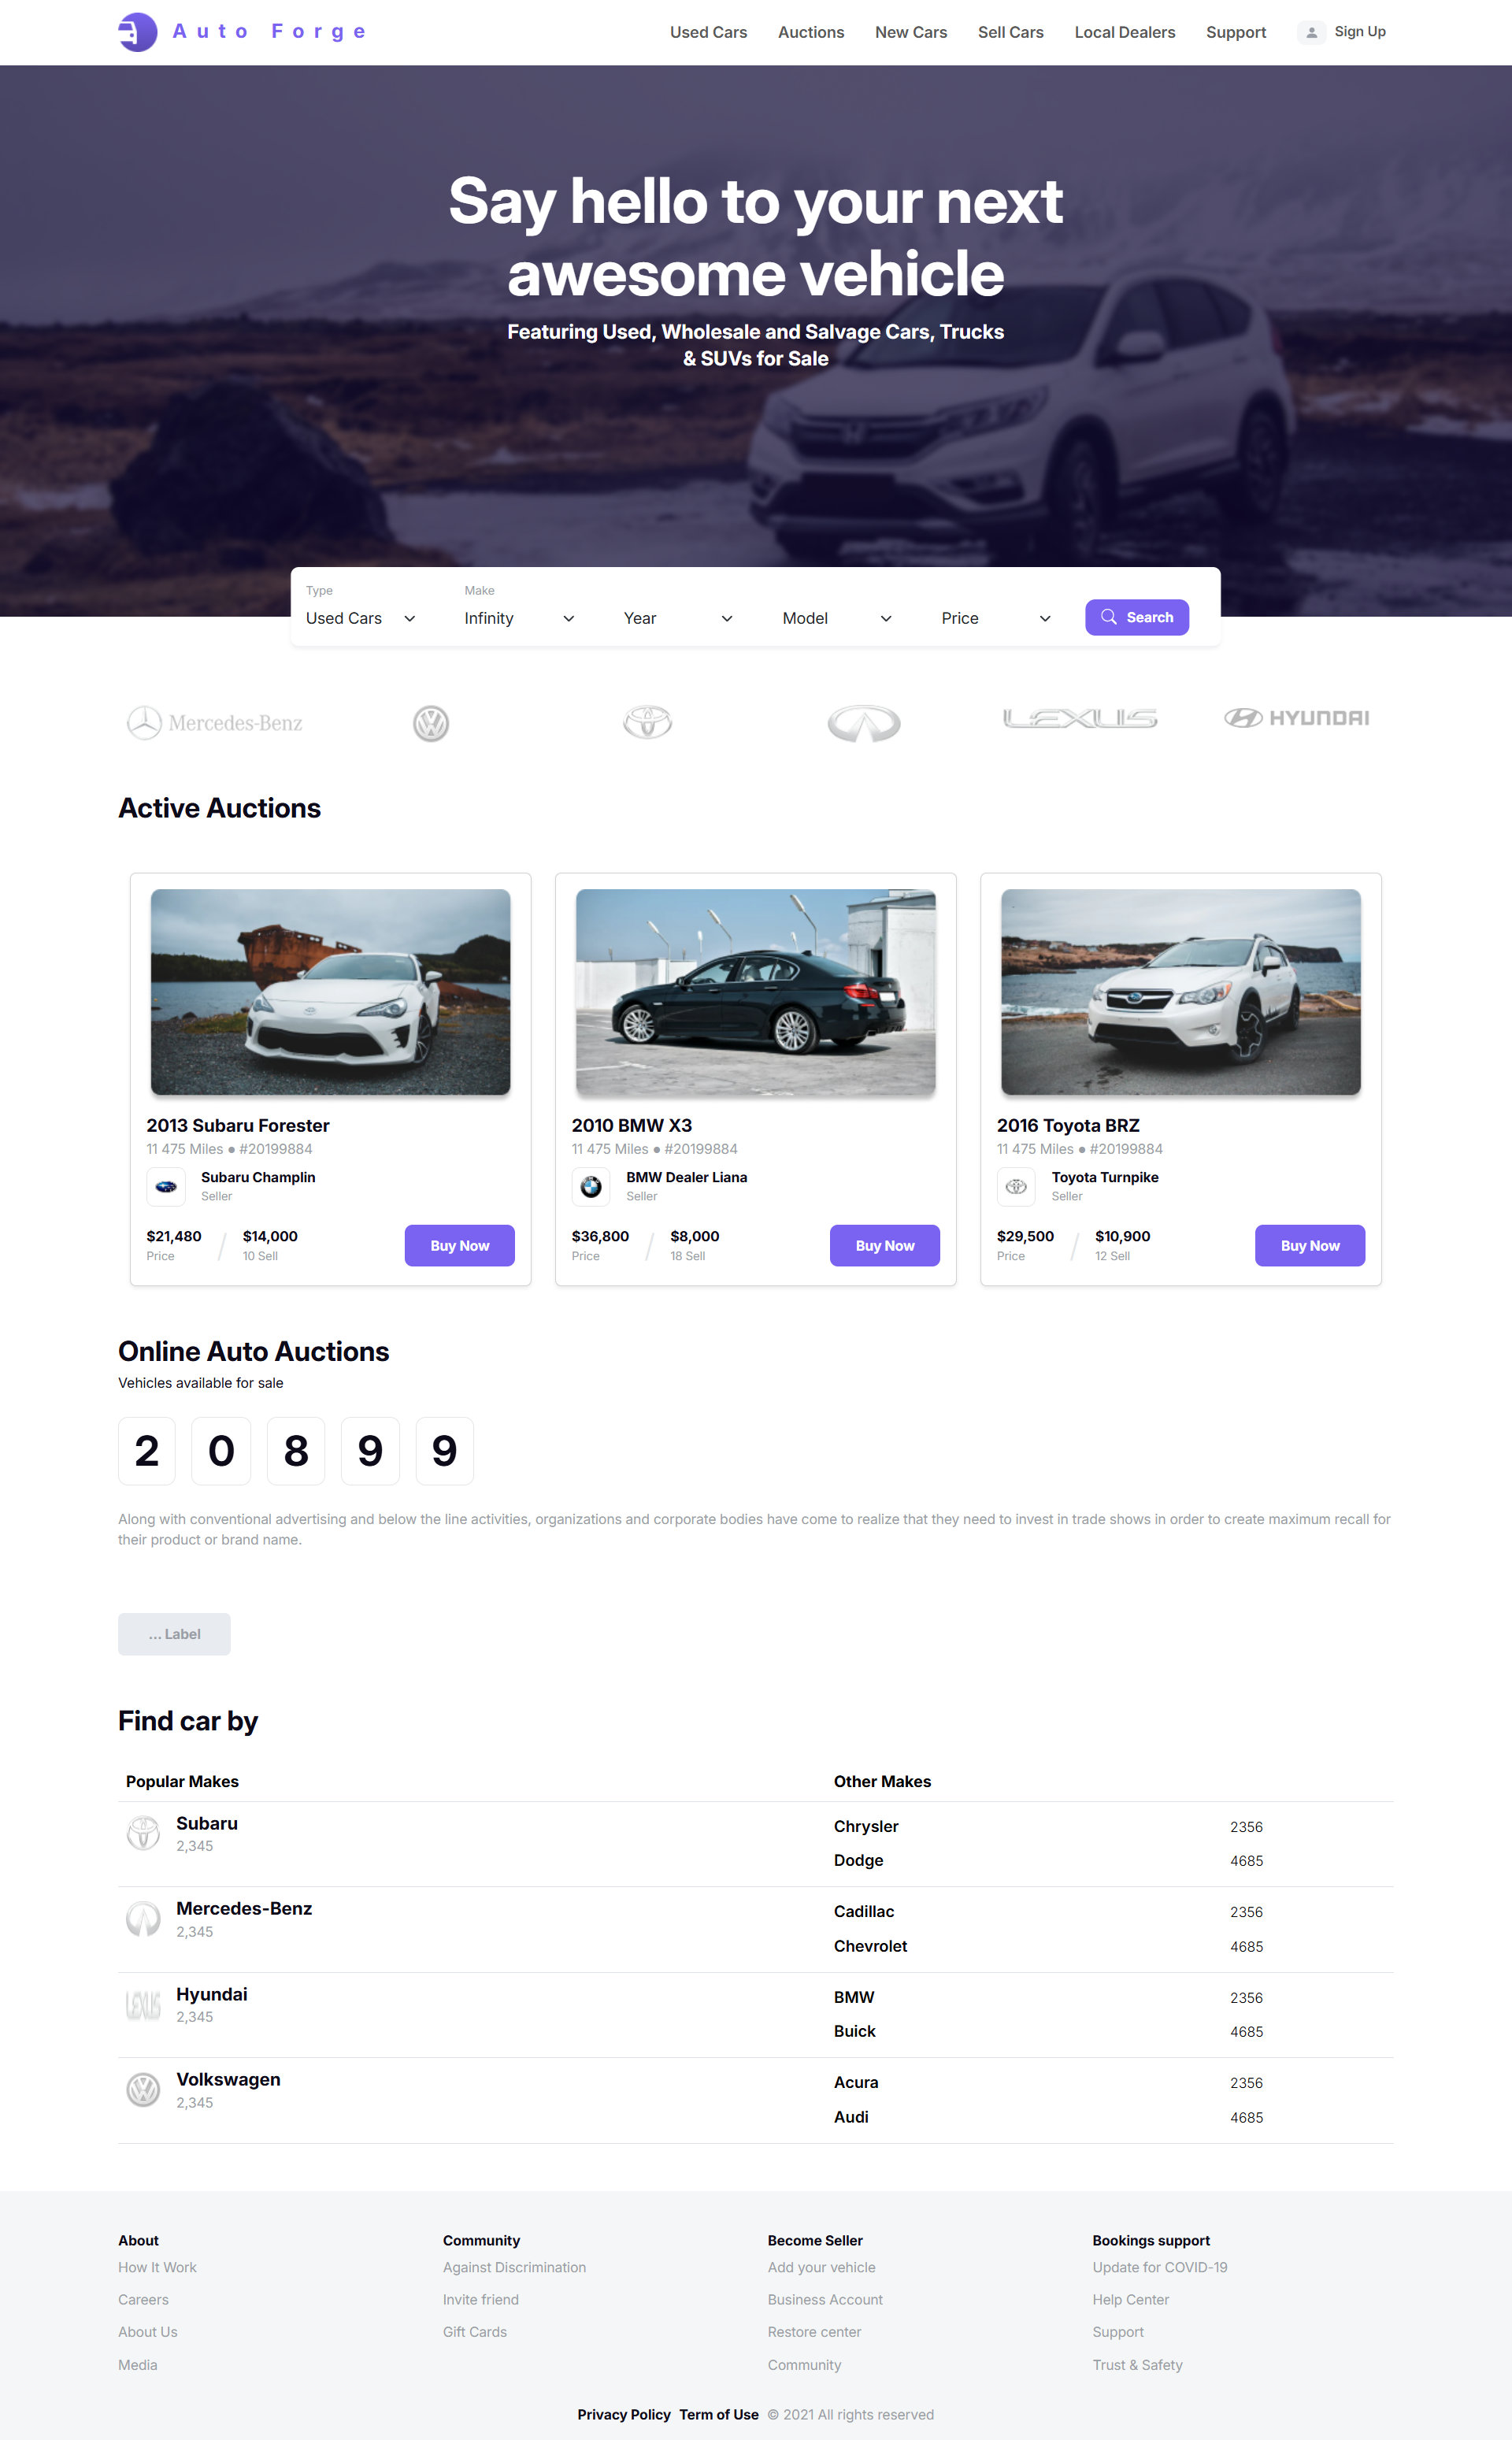 Auto Forge
Used Cars Auctions New Cars Sell Cars Local Dealers Support Sign Up
Say hello to your next
awesome vehicle
Featuring Used, Wholesale and Salvage Cars, Trucks
& SUVs for Sale
Type Make
Used Cars Infinity Year Model Price Search
Mercedes-Benz LEXUS HYUNDAI
Active Auctions
2013 Subaru Forester
11 475 Miles ● #20199884
Subaru Champlin
Seller
$21,480 / $14,000
Price 10 Sell
Buy Now
2010 BMW X3
11 475 Miles ● #20199884
BMW Dealer Liana
Seller
$36,800 / $8,000
Price 18 Sell
Buy Now
2016 Toyota BRZ
11 475 Miles ● #20199884
Toyota Turnpike
Seller
$29,500 / $10,900
Price 12 Sell
Buy Now
Online Auto Auctions
Vehicles available for sale
2 0 8 9 9
Along with conventional advertising and below the line activities, organizations and corporate bodies have come to realize that they need to invest in trade shows in order to create maximum recall for
their product or brand name.
... Label
Find car by
Popular Makes Other Makes
Subaru
2,345
Chrysler 2356
Dodge 4685
Mercedes-Benz
2,345
Cadillac 2356
Chevrolet 4685
LEXUS
Hyundai
2,345
BMW 2356
Buick 4685
Volkswagen
2,345
Acura 2356
Audi 4685
About
How It Work
Careers
About Us
Media
Community
Against Discrimination
Invite friend
Gift Cards
Become Seller
Add your vehicle
Business Account
Restore center
Community
Bookings support
Update for COVID-19
Help Center
Support
Trust & Safety
Privacy Policy Term of Use © 2021 All rights reserved